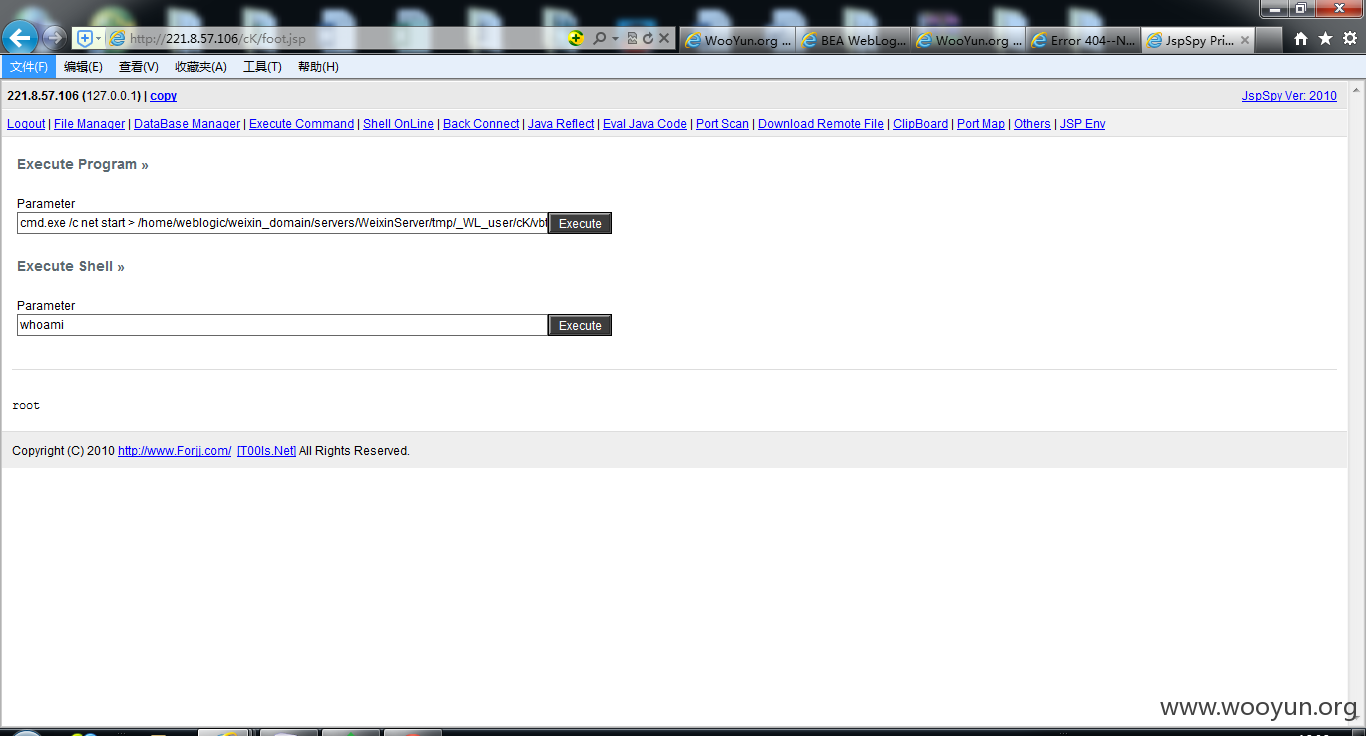 http://221.8.57.106/cK/foot.jsp
WooYun.org ...
BEA WebLog...
WooYun.org ...
Error 404--N...
JspSpy Pri...
文件(F) 编辑(E) 查看(V) 收藏夹(A) 工具(T) 帮助(H)
221.8.57.106 (127.0.0.1) | copy
JspSpy Ver: 2010
Logout | File Manager | DataBase Manager | Execute Command | Shell OnLine | Back Connect | Java Reflect | Eval Java Code | Port Scan | Download Remote File | ClipBoard | Port Map | Others | JSP Env
Execute Program »
Parameter
cmd.exe /c net start > /home/weblogic/weixin_domain/servers/WeixinServer/tmp/_WL_user/cK/vbf
Execute
Execute Shell »
Parameter
whoami
Execute
root
Copyright (C) 2010 http://www.Forjj.com/ [T00ls.Net] All Rights Reserved.
www.wooyun.org